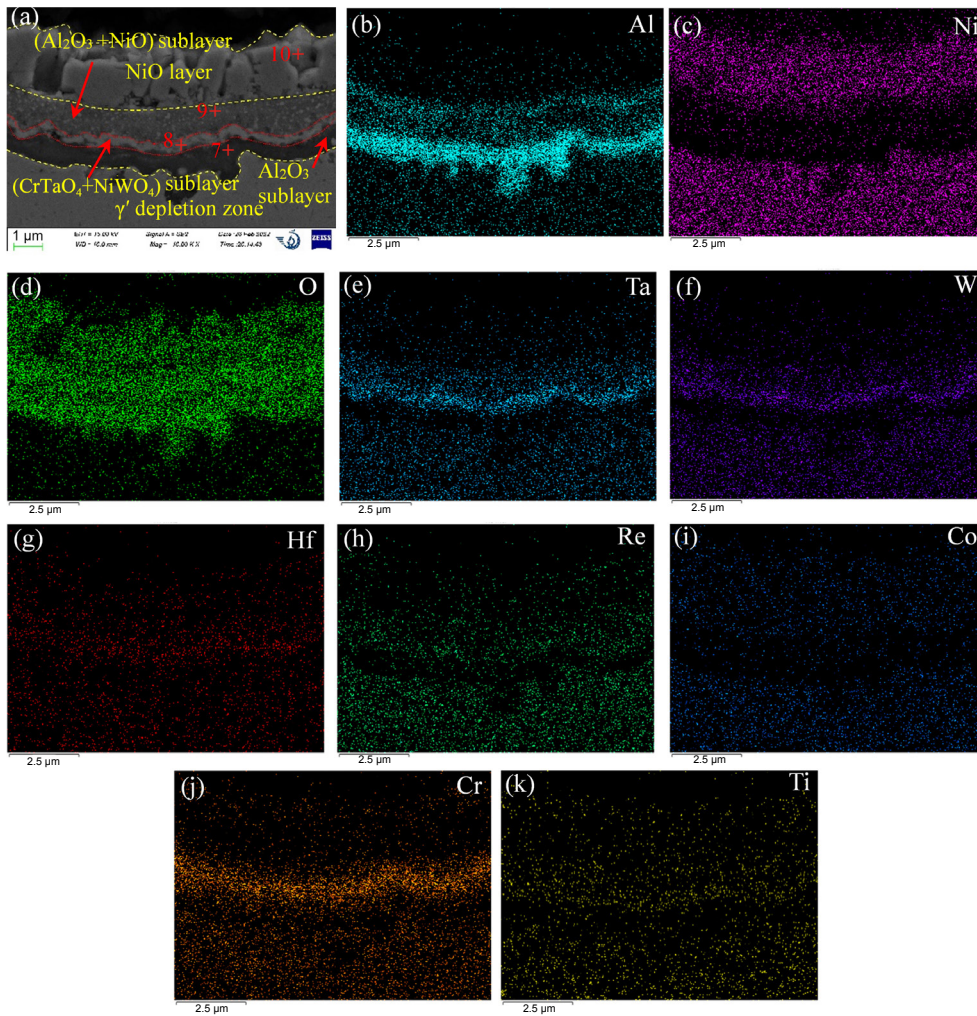 (a)
(Al₂O₃ +NiO) sublayer
NiO layer
10+
9+
8+
7+
(CrTaO₄+NiWO₄) sublayer
Al₂O₃
sublayer
γ′ depletion zone
1 μm
ZEISS
(b)
Al
2.5 μm
(c)
Ni
2.5 μm
(d)
O
2.5 μm
(e)
Ta
2.5 μm
(f)
W
2.5 μm
(g)
Hf
2.5 μm
(h)
Re
2.5 μm
(i)
Co
2.5 μm
(j)
Cr
2.5 μm
(k)
Ti
2.5 μm